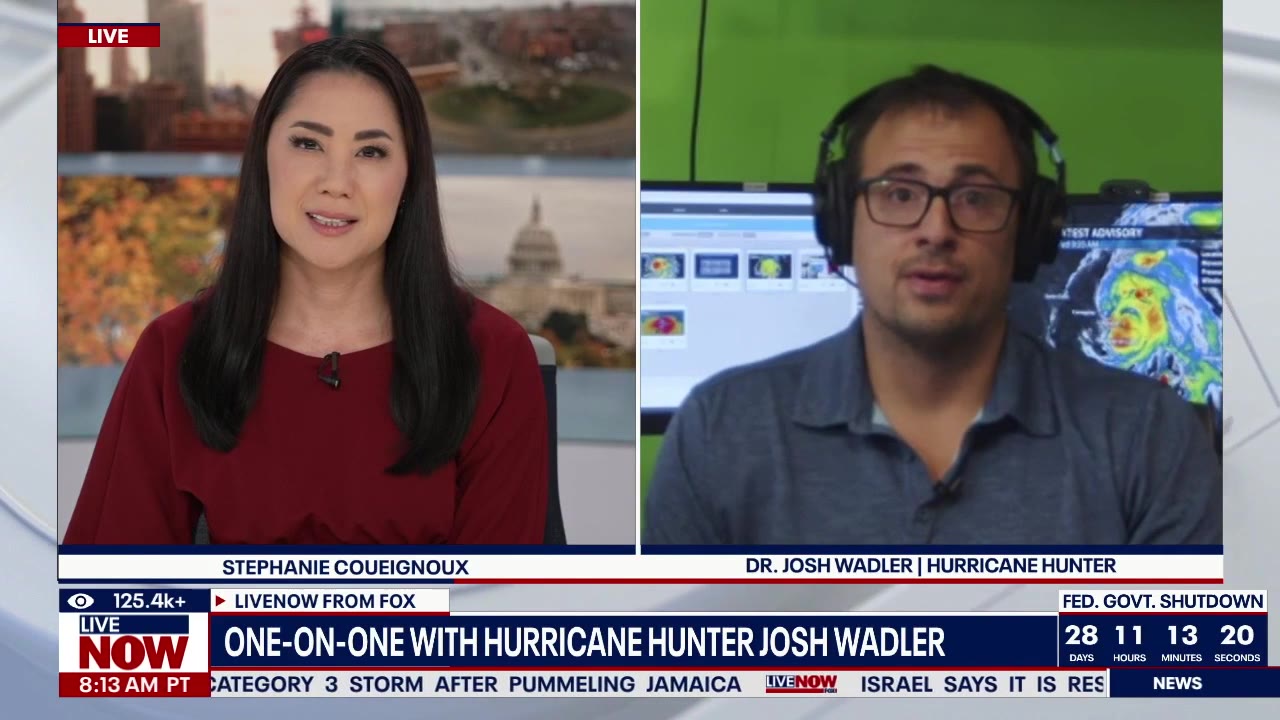 LIVE
TEST ADVISORY
STEPHANIE COUEIGNOUX
DR. JOSH WADLER | HURRICANE HUNTER
125.4k+
LIVENOW FROM FOX
FED. GOVT. SHUTDOWN
LIVE
NOW
ONE-ON-ONE WITH HURRICANE HUNTER JOSH WADLER
28 11 13 20
DAYS HOURS MINUTES SECONDS
8:13 AM PT
CATEGORY 3 STORM AFTER PUMMELING JAMAICA LIVENOW ISRAEL SAYS IT IS RES
NEWS